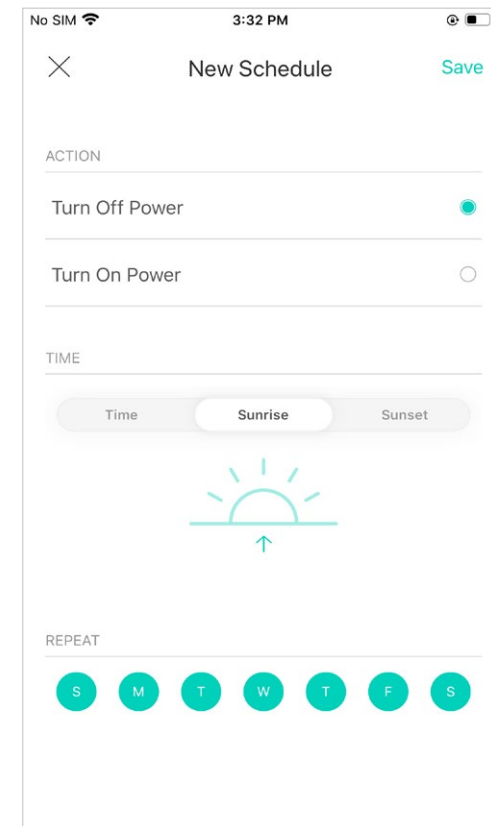 No SIM 3:32 PM
New Schedule Save
ACTION
Turn Off Power
Turn On Power
TIME
Time Sunrise Sunset
REPEAT
S M T W T F S